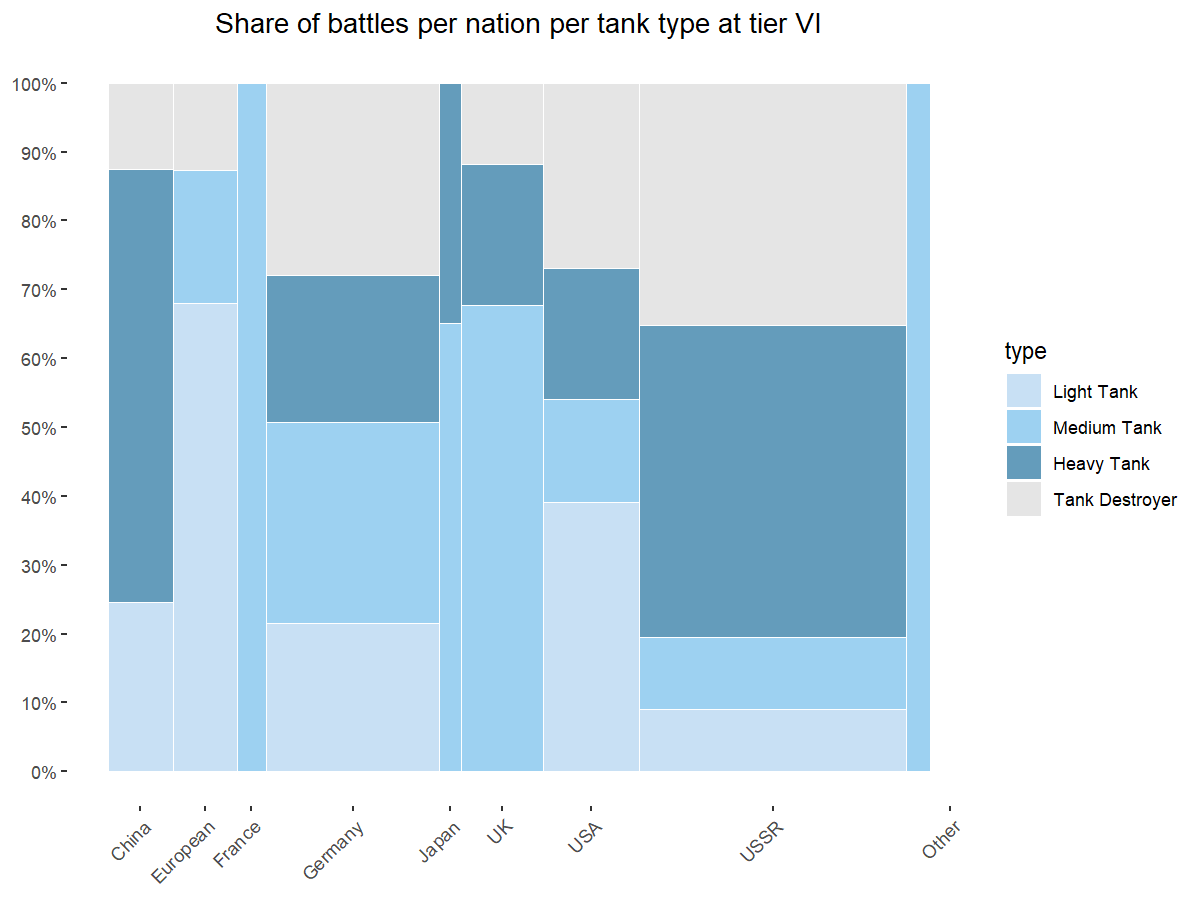 Share of battles per nation per tank type at tier VI
100%
90%
80%
70%
60%
50%
40%
30%
20%
10%
0%
China
European
France
Germany
Japan
UK
USA
USSR
Other
type
Light Tank
Medium Tank
Heavy Tank
Tank Destroyer